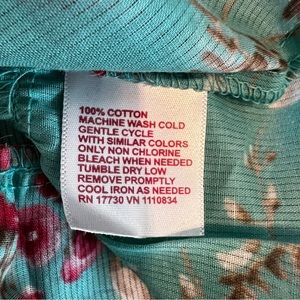 100% COTTON
MACHINE WASH COLD
GENTLE CYCLE
WITH SIMILAR COLORS
ONLY NON CHLORINE
BLEACH WHEN NEEDED
TUMBLE DRY LOW
REMOVE PROMPTLY
COOL IRON AS NEEDED
RN 17730 VN 1110834